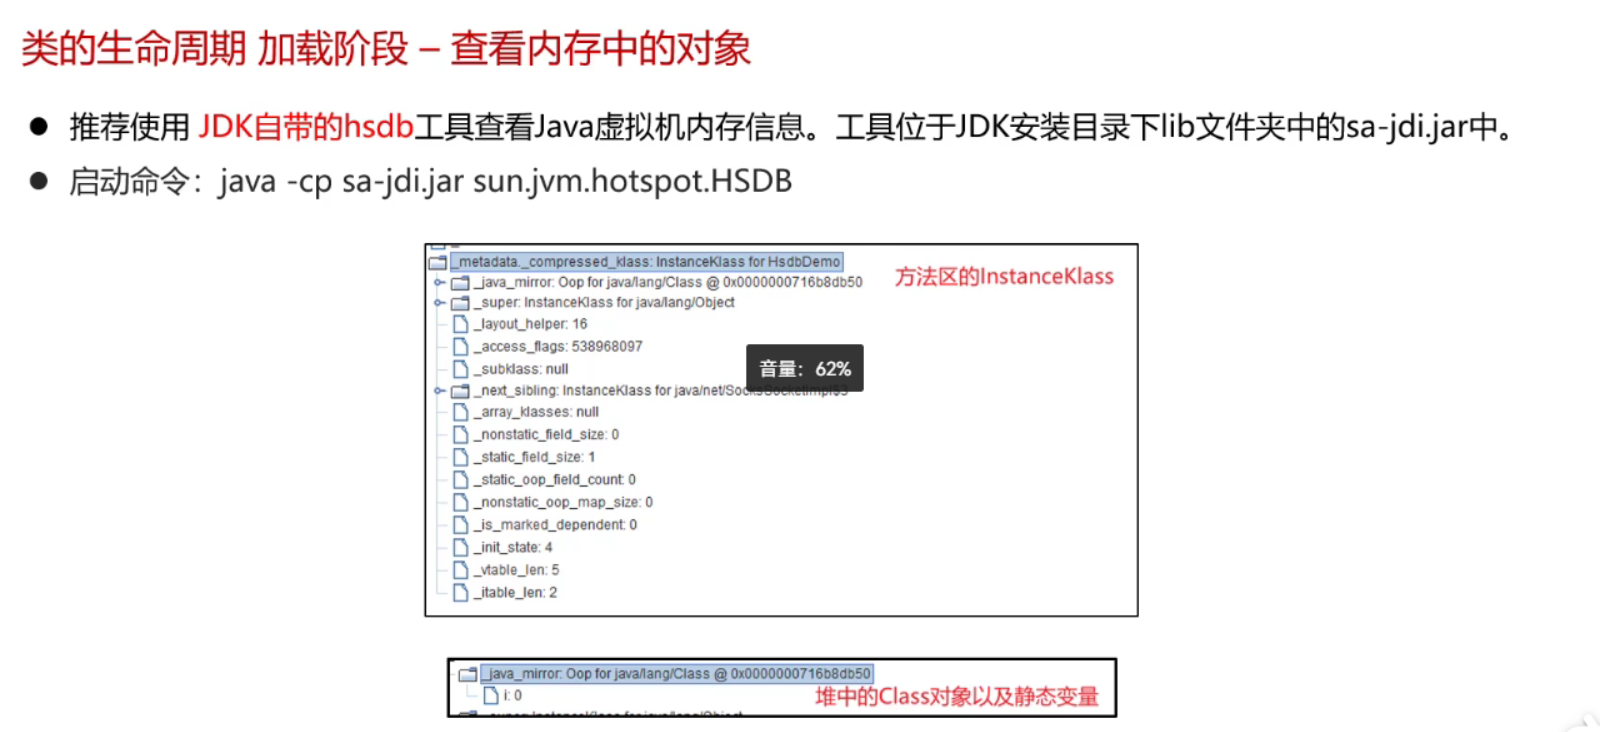 类的生命周期 加载阶段 – 查看内存中的对象
● 推荐使用 JDK自带的hsdb工具查看Java虚拟机内存信息。工具位于JDK安装目录下lib文件夹中的sa-jdi.jar中。
● 启动命令：java -cp sa-jdi.jar sun.jvm.hotspot.HSDB
_metadata._compressed_klass: InstanceKlass for HsdbDemo
方法区的InstanceKlass
_java_mirror: Oop for java/lang/Class @ 0x0000000716b8db50
_super: InstanceKlass for java/lang/Object
_layout_helper: 16
_access_flags: 538968097
音量：62%
_subklass: null
_next_sibling: InstanceKlass for java/net/SocksSocketImpl$3
_array_klasses: null
_nonstatic_field_size: 0
_static_field_size: 1
_static_oop_field_count: 0
_nonstatic_oop_map_size: 0
_is_marked_dependent: 0
_init_state: 4
_vtable_len: 5
_itable_len: 2
_java_mirror: Oop for java/lang/Class @ 0x0000000716b8db50
i: 0
堆中的Class对象以及静态变量
_super: InstanceKlass for java/lang/Object